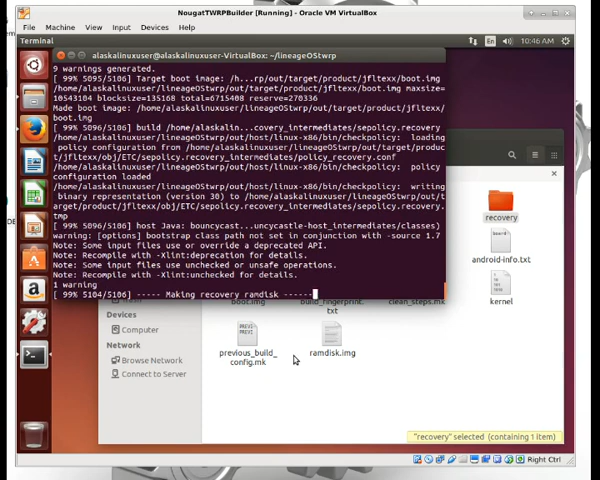 NougatTWRPBuilder [Running] - Oracle VM VirtualBox
File Machine View Input Devices Help
Terminal
En
10:46 AM
alaskalinuxuser@alaskalinuxuser-VirtualBox: ~/lineageOStwrp
9 warnings generated.
[ 99% 5095/5106] Target boot image: /h...rp/out/target/product/jfltexx/boot.img
/home/alaskalinuxuser/lineageOStwrp/out/target/product/jfltexx/boot.img maxsize=
10543104 blocksize=135168 total=6715408 reserve=270336
Made boot image: /home/alaskalinuxuser/lineageOStwrp/out/target/product/jfltexx/
boot.img
[ 99% 5096/5106] build /home/alaskalin...covery_intermediates/sepolicy.recovery
/home/alaskalinuxuser/lineageOStwrp/out/host/linux-x86/bin/checkpolicy:  loading
policy configuration from /home/alaskalinuxuser/lineageOStwrp/out/target/produc
t/jfltexx/obj/ETC/sepolicy.recovery_intermediates/policy_recovery.conf
/home/alaskalinuxuser/lineageOStwrp/out/host/linux-x86/bin/checkpolicy:  policy
configuration loaded
/home/alaskalinuxuser/lineageOStwrp/out/host/linux-x86/bin/checkpolicy:  writing
binary representation (version 30) to /home/alaskalinuxuser/lineageOStwrp/out/t
arget/product/jfltexx/obj/ETC/sepolicy.recovery_intermediates/sepolicy.recovery.
tmp
[ 99% 5096/5106] host Java: bouncycast...uncycastle-host_intermediates/classes)
warning: [options] bootstrap class path not set in conjunction with -source 1.7
Note: Some input files use or override a deprecated API.
Note: Recompile with -Xlint:deprecation for details.
Note: Some input files use unchecked or unsafe operations.
Note: Recompile with -Xlint:unchecked for details.
1 warning
[ 99% 5104/5106] ----- Making recovery ramdisk ------
recovery
android-info.txt
kernel
boot.img
build_fingerprint.
txt
clean_steps.mk
Devices
Computer
Network
Browse Network
Connect to Server
PREVI
PREVI
previous_build_
config.mk
ramdisk.img
"recovery" selected (containing 1 item)
Right Ctrl